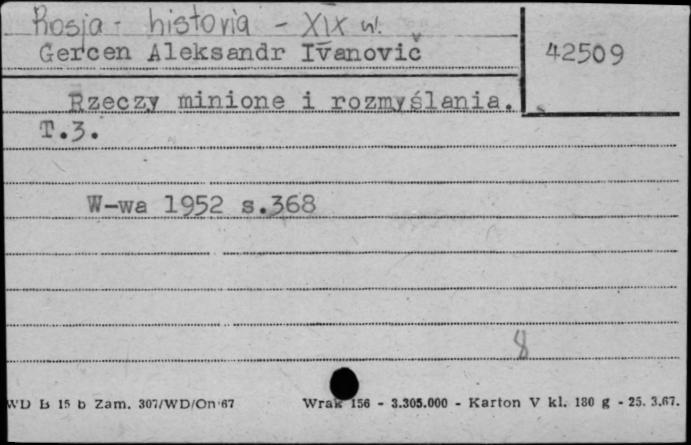 Rosja - historia - XIX w.
Gercen Aleksandr Ivanovič
42509
Rzeczy minione i rozmyślania.
T.3.
W-wa 1952 s.368
8
WD B 15 b Zam. 307/WD/On/67 Wrak 156 - 3.305.000 - Karton V kl. 180 g - 25. 3.67.